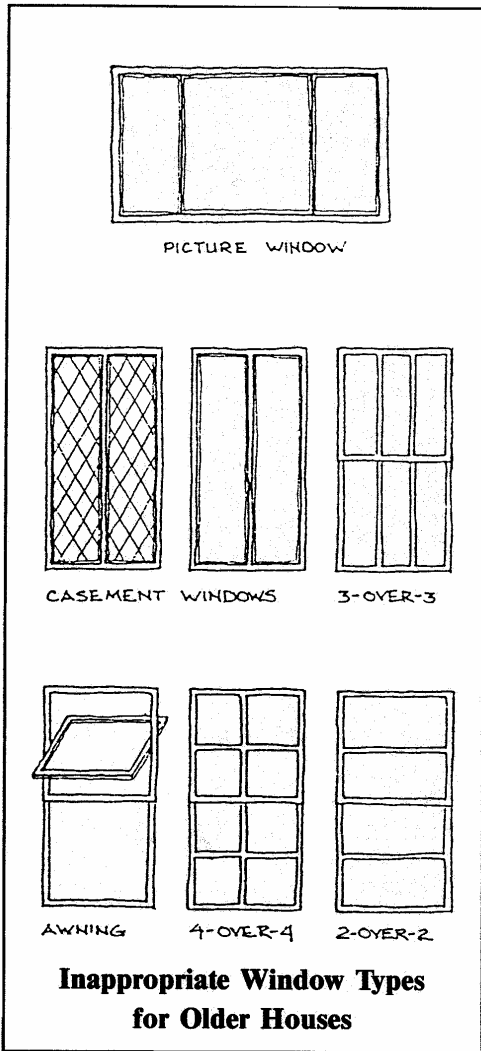 PICTURE WINDOW
CASEMENT WINDOWS
3-OVER-3
AWNING
4-OVER-4
2-OVER-2
Inappropriate Window Types
for Older Houses